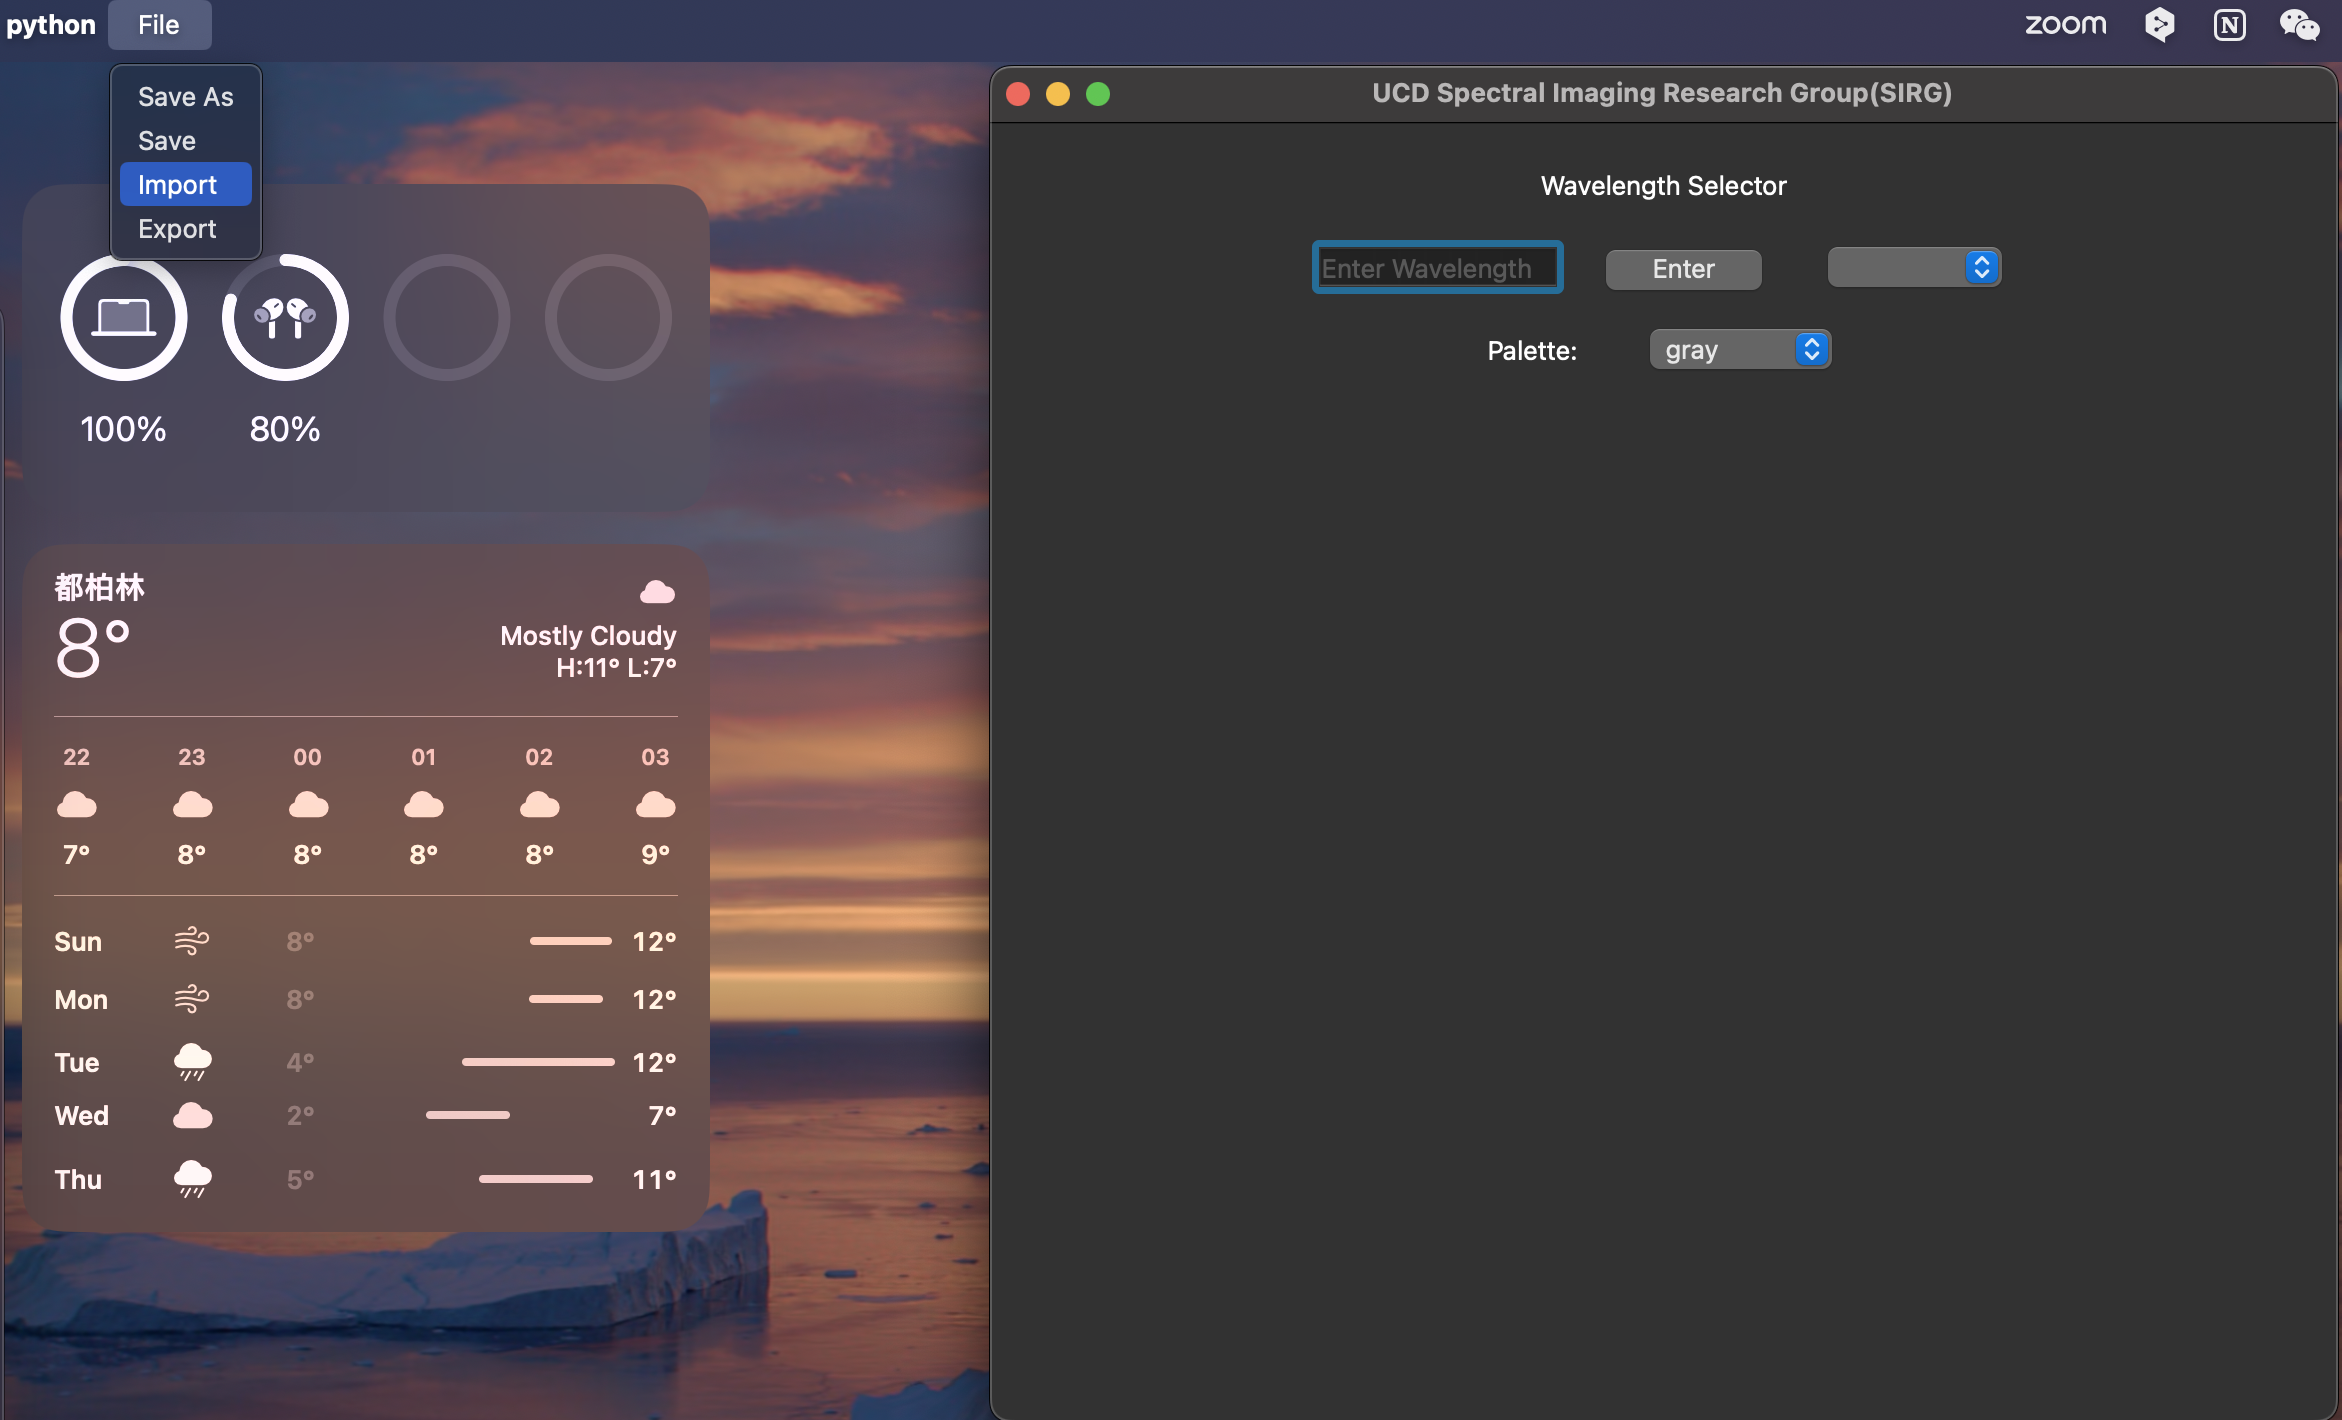 python File
zoom
N
Save As
Save
Import
Export
100% 80%
都柏林
8°
Mostly Cloudy
H:11° L:7°
22 23 00 01 02 03
7° 8° 8° 8° 8° 9°
Sun 8° 12°
Mon 8° 12°
Tue 4° 12°
Wed 2° 7°
Thu 5° 11°
UCD Spectral Imaging Research Group(SIRG)
Wavelength Selector
Enter Wavelength Enter
Palette: gray